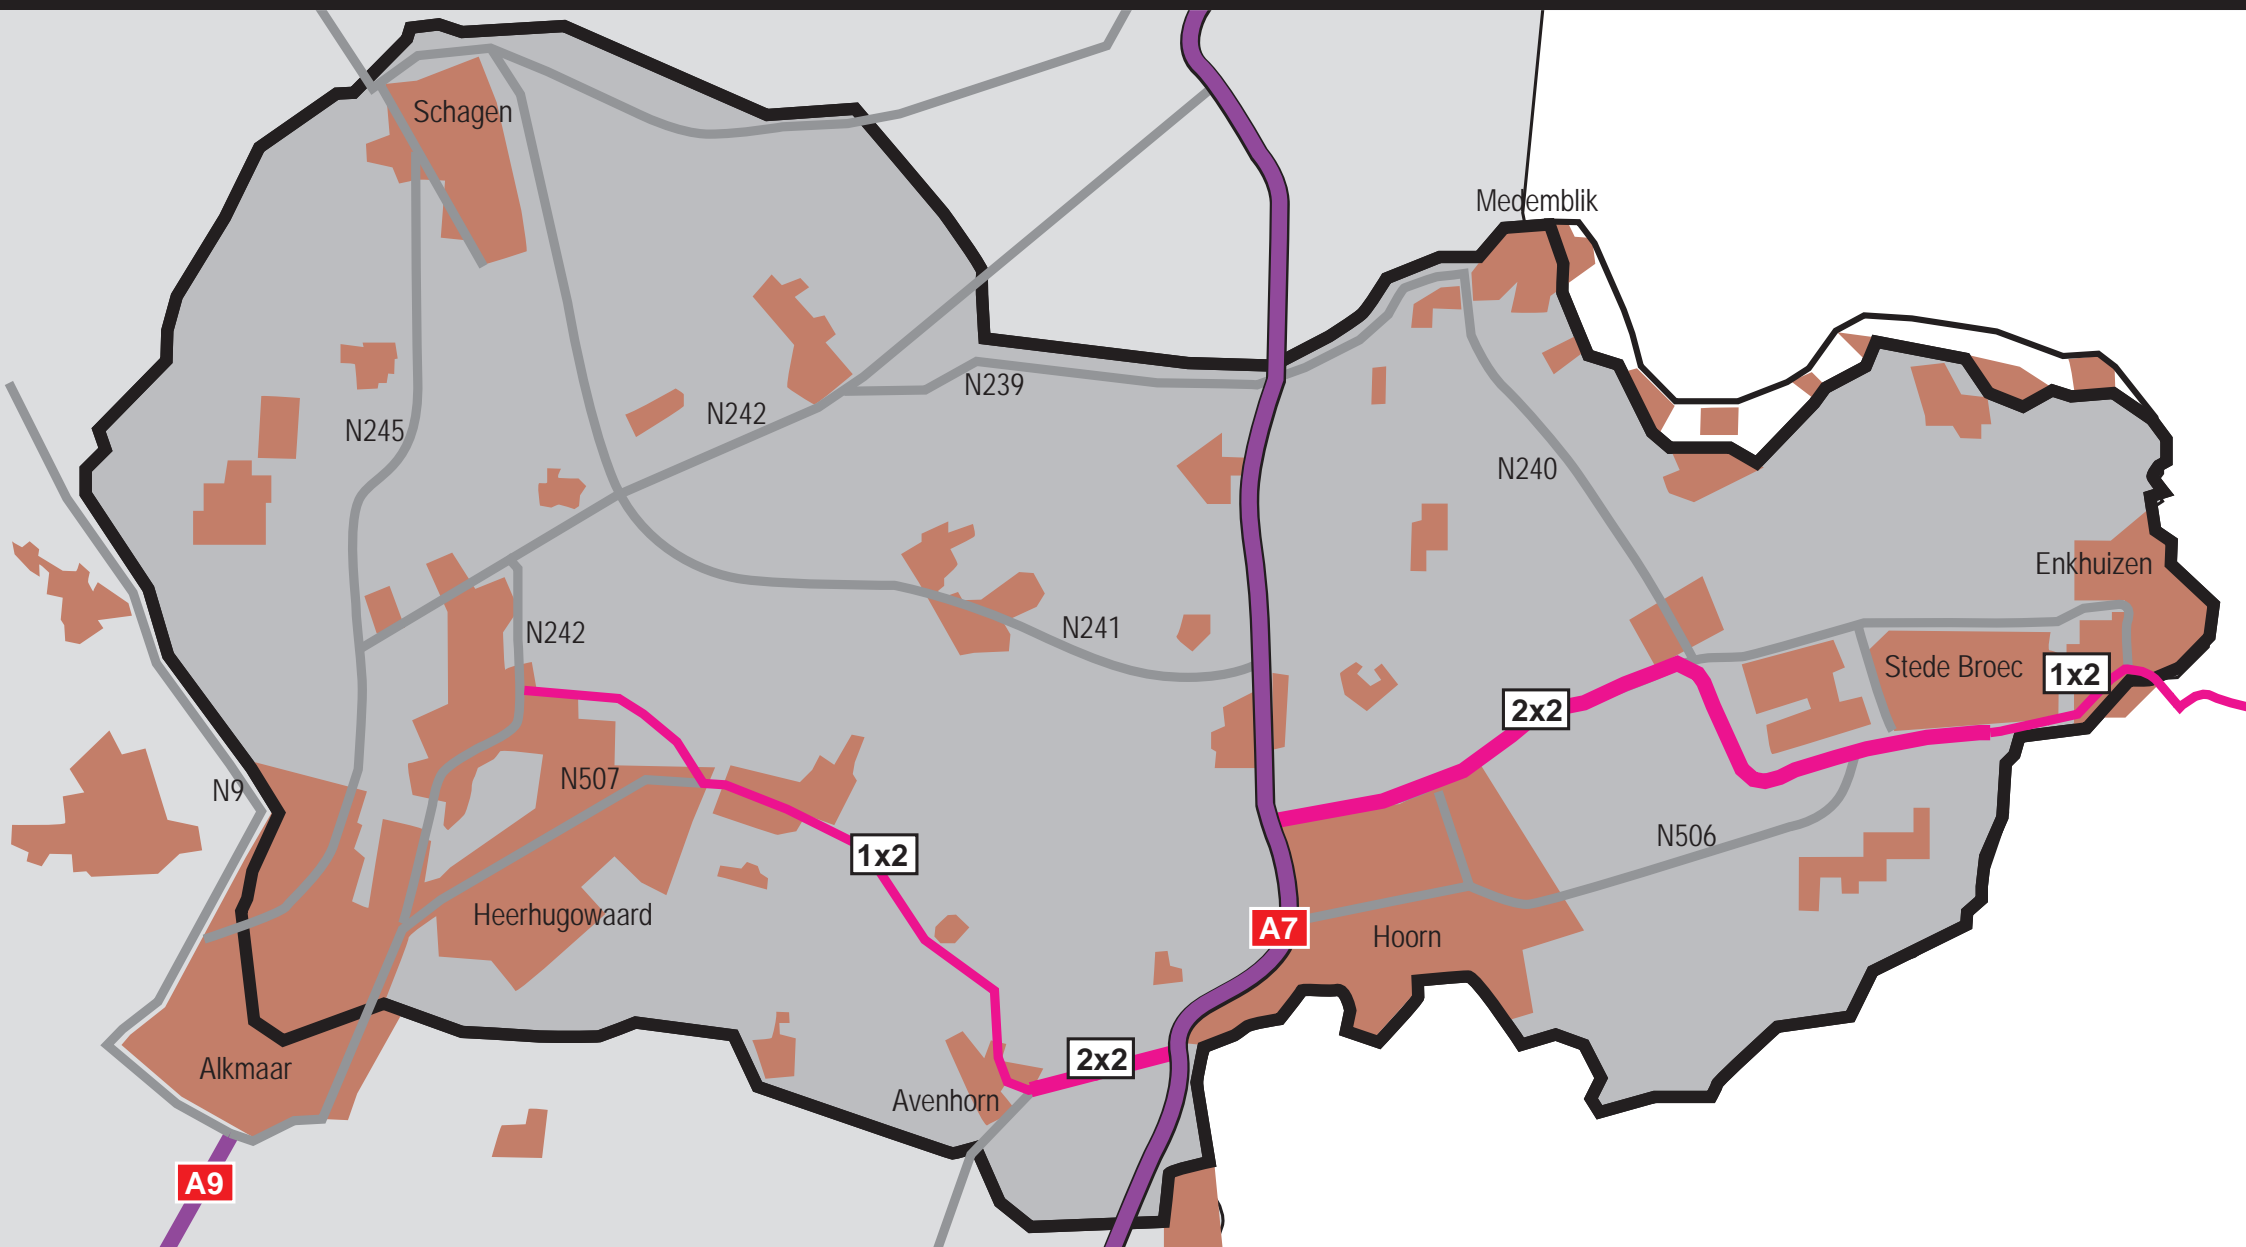 Schagen
Medemblik
N239
N242
N245
N240
Enkhuizen
N241
N242
Stede Broec
1x2
2x2
N507
N9
N506
1x2
Heerhugowaard
A7
Hoorn
2x2
Alkmaar
Avenhorn
A9